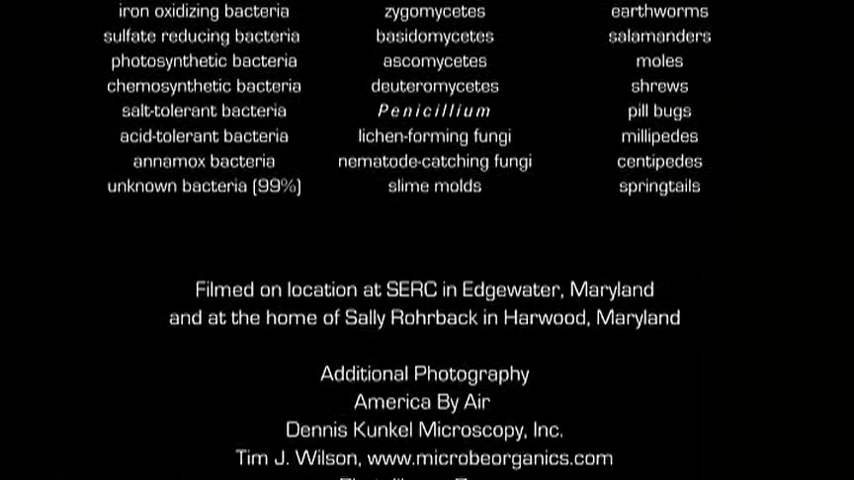 iron oxidizing bacteria zygomycetes earthworms
sulfate reducing bacteria basidomycetes salamanders
photosynthetic bacteria ascomycetes moles
chemosynthetic bacteria deuteromycetes shrews
salt-tolerant bacteria Penicillium pill bugs
acid-tolerant bacteria lichen-forming fungi millipedes
annamox bacteria nematode-catching fungi centipedes
unknown bacteria (99%) slime molds springtails
Filmed on location at SERC in Edgewater, Maryland
and at the home of Sally Rohrback in Harwood, Maryland
Additional Photography
America By Air
Dennis Kunkel Microscopy, Inc.
Tim J. Wilson, www.microbeorganics.com